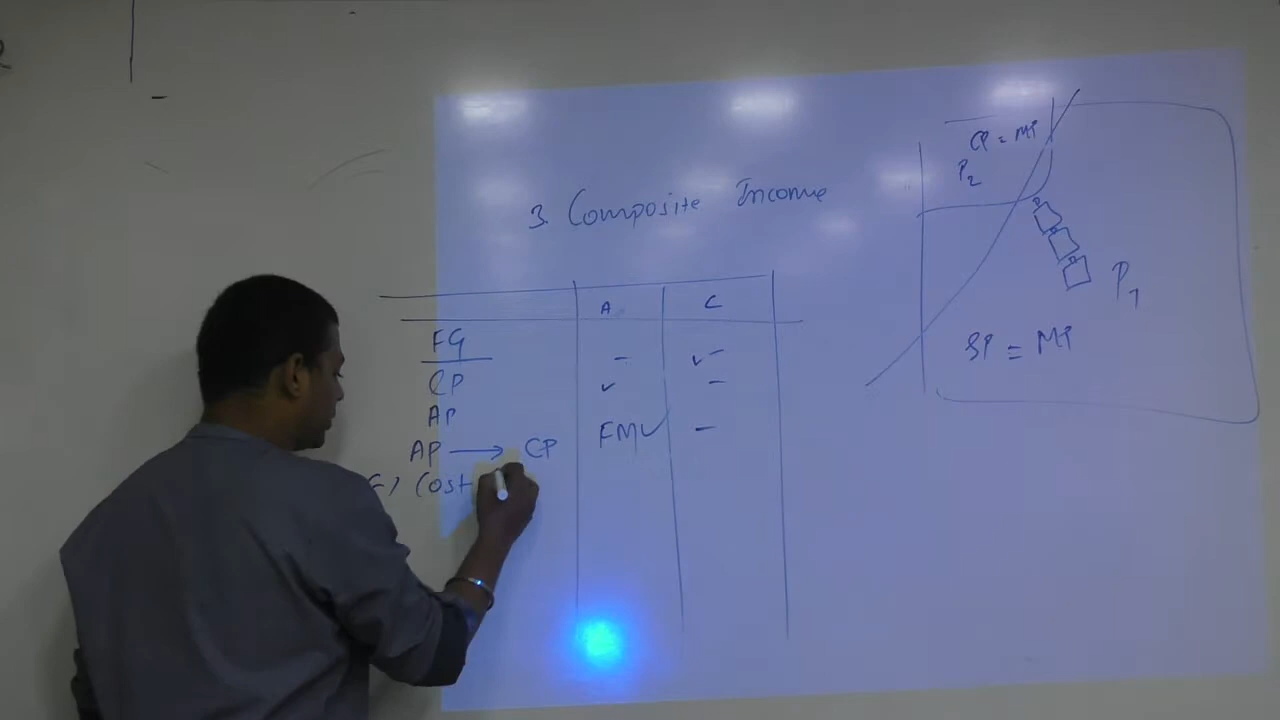 3. Composite Income
A C
FG - ✓-
CP ✓ -
AP
AP → CP FMV -
(-) Cost
CP = MP
P2
P1
SP = MP